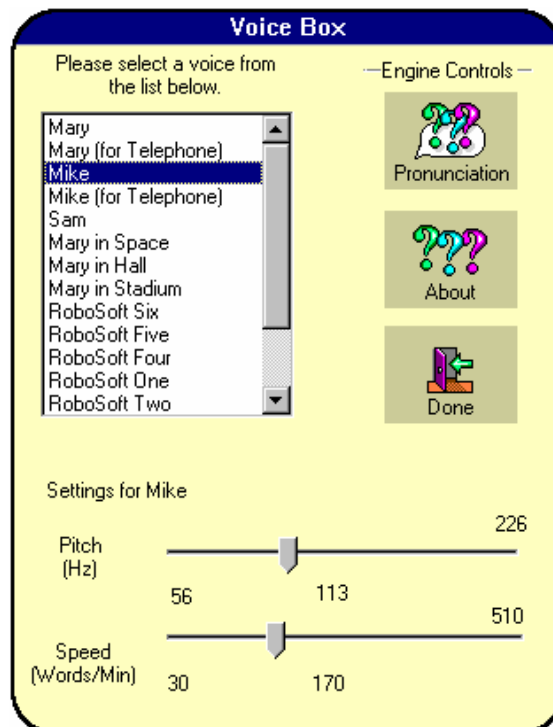 Voice Box
Please select a voice from
the list below.
Mary
Mary (for Telephone)
Mike
Mike (for Telephone)
Sam
Mary in Space
Mary in Hall
Mary in Stadium
RoboSoft Six
RoboSoft Five
RoboSoft Four
RoboSoft One
RoboSoft Two
Engine Controls
Pronunciation
About
Done
Settings for Mike
Pitch
(Hz)
226
56
113
Speed
(Words/Min)
510
30
170